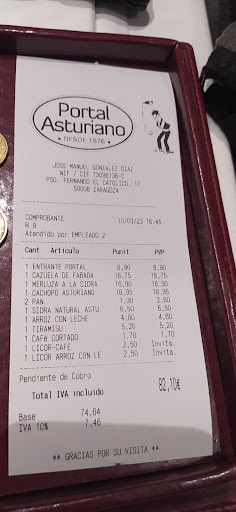 Portal
Asturiano
• DESDE 1976 •
JOSE MANUEL GONZALEZ DIAZ
NIF / CIF 73096136-C
PSO. FERNANDO EL CATOLICO, 17
50006 ZARAGOZA
COMPROBANTE 10/03/23 16:45
R 8
Atendido por EMPLEADO 2
Cant Articulo Punit PVP
1 ENTRANTE PORTAL 8,90 8,90
1 CAZUELA DE FABADA 16,75 16,75
1 MERLUZA A LA SIDRA 16,90 16,90
1 CACHOPO ASTURIANO 18,95 18,95
2 PAN 1,30 2,60
1 SIDRA NATURAL ASTU 6,50 6,50
1 ARROZ CON LECHE 4,60 4,60
1 TIRAMISU 5,20 5,20
1 CAFé CORTADO 1,70 1,70
1 LICOR-CAFE 2,50 Invita.
1 LICOR ARROZ CON LE 2,50 Invita.
Pendiente de Cobro
Total IVA incluido 82,10€
Base 74,64
IVA 10% 7,46
** GRACIAS POR SU VISITA **